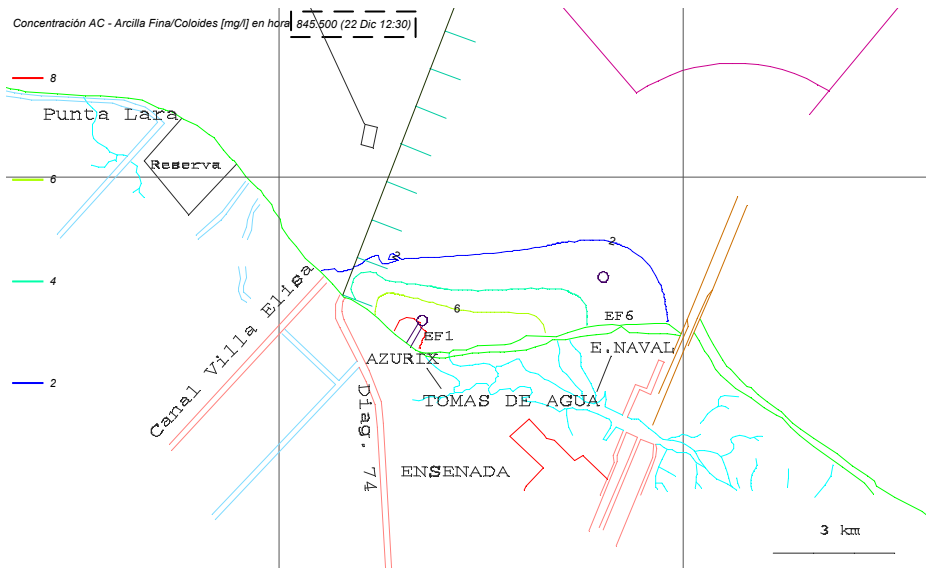 Concentración AC - Arcilla Fina/Coloides [mg/l] en hora 845.500 (22 Dic 12:30)
8
Punta Lara
Reserva
6
2
2
4
Canal Villa Elisa
6
EF6
EF1
E.NAVAL
AZURIX
2
TOMAS DE AGUA
Diag. 74
ENSENADA
3 km